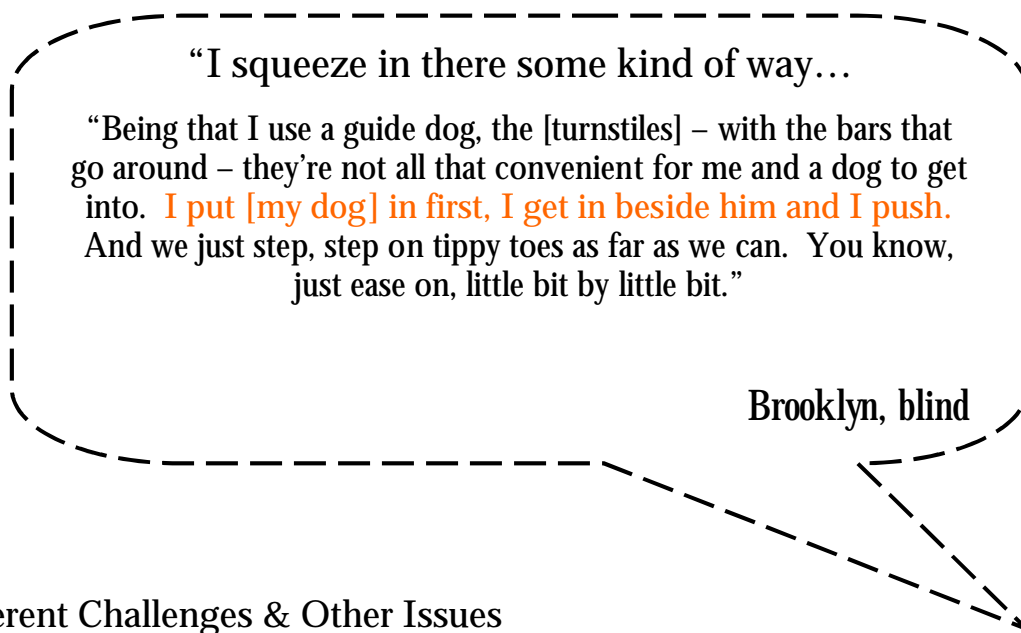 “I squeeze in there some kind of way…
“Being that I use a guide dog, the [turnstiles] – with the bars that
go around – they’re not all that convenient for me and a dog to get
into.  I put [my dog] in first, I get in beside him and I push.
And we just step, step on tippy toes as far as we can.  You know,
just ease on, little bit by little bit.”
Brooklyn, blind
erent Challenges & Other Issues